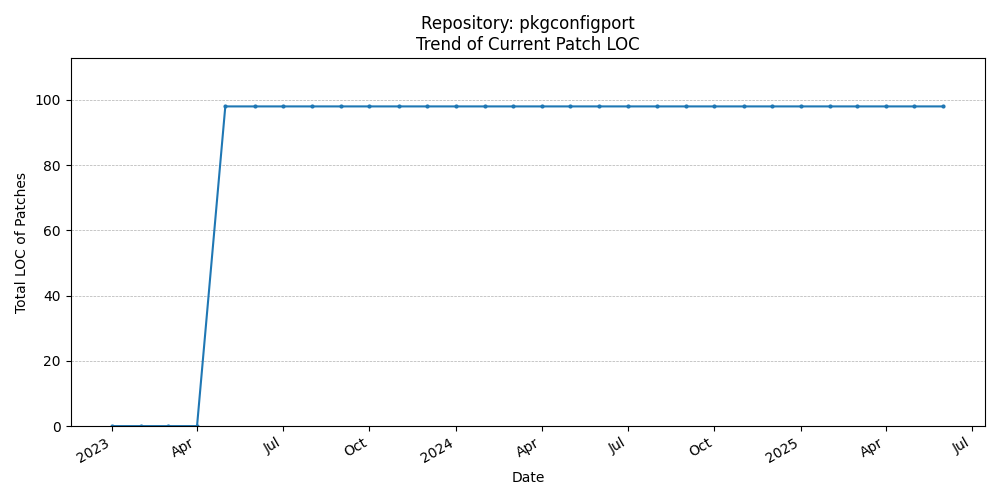 Repository: pkgconfigport
Trend of Current Patch LOC
Total LOC of Patches
100
80
60
40
20
0
2023
Apr
Jul
Oct
2024
Apr
Jul
Oct
2025
Apr
Jul
Date